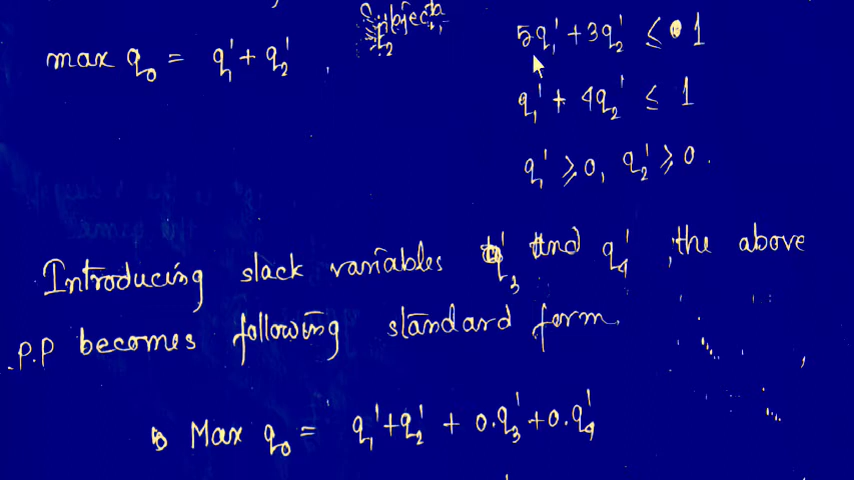 max q₀ = q₁' + q₂' , Subject to 5q₁' + 3q₂' ≤ 1
q₁' + 4q₂' ≤ 1
q₁' ≥ 0, q₂' ≥ 0.
Introducing slack variables q₃' and q₄' , the above
.P.P becomes following standard form.
Max q₀ = q₁' + q₂' + 0.q₃' + 0.q₄'